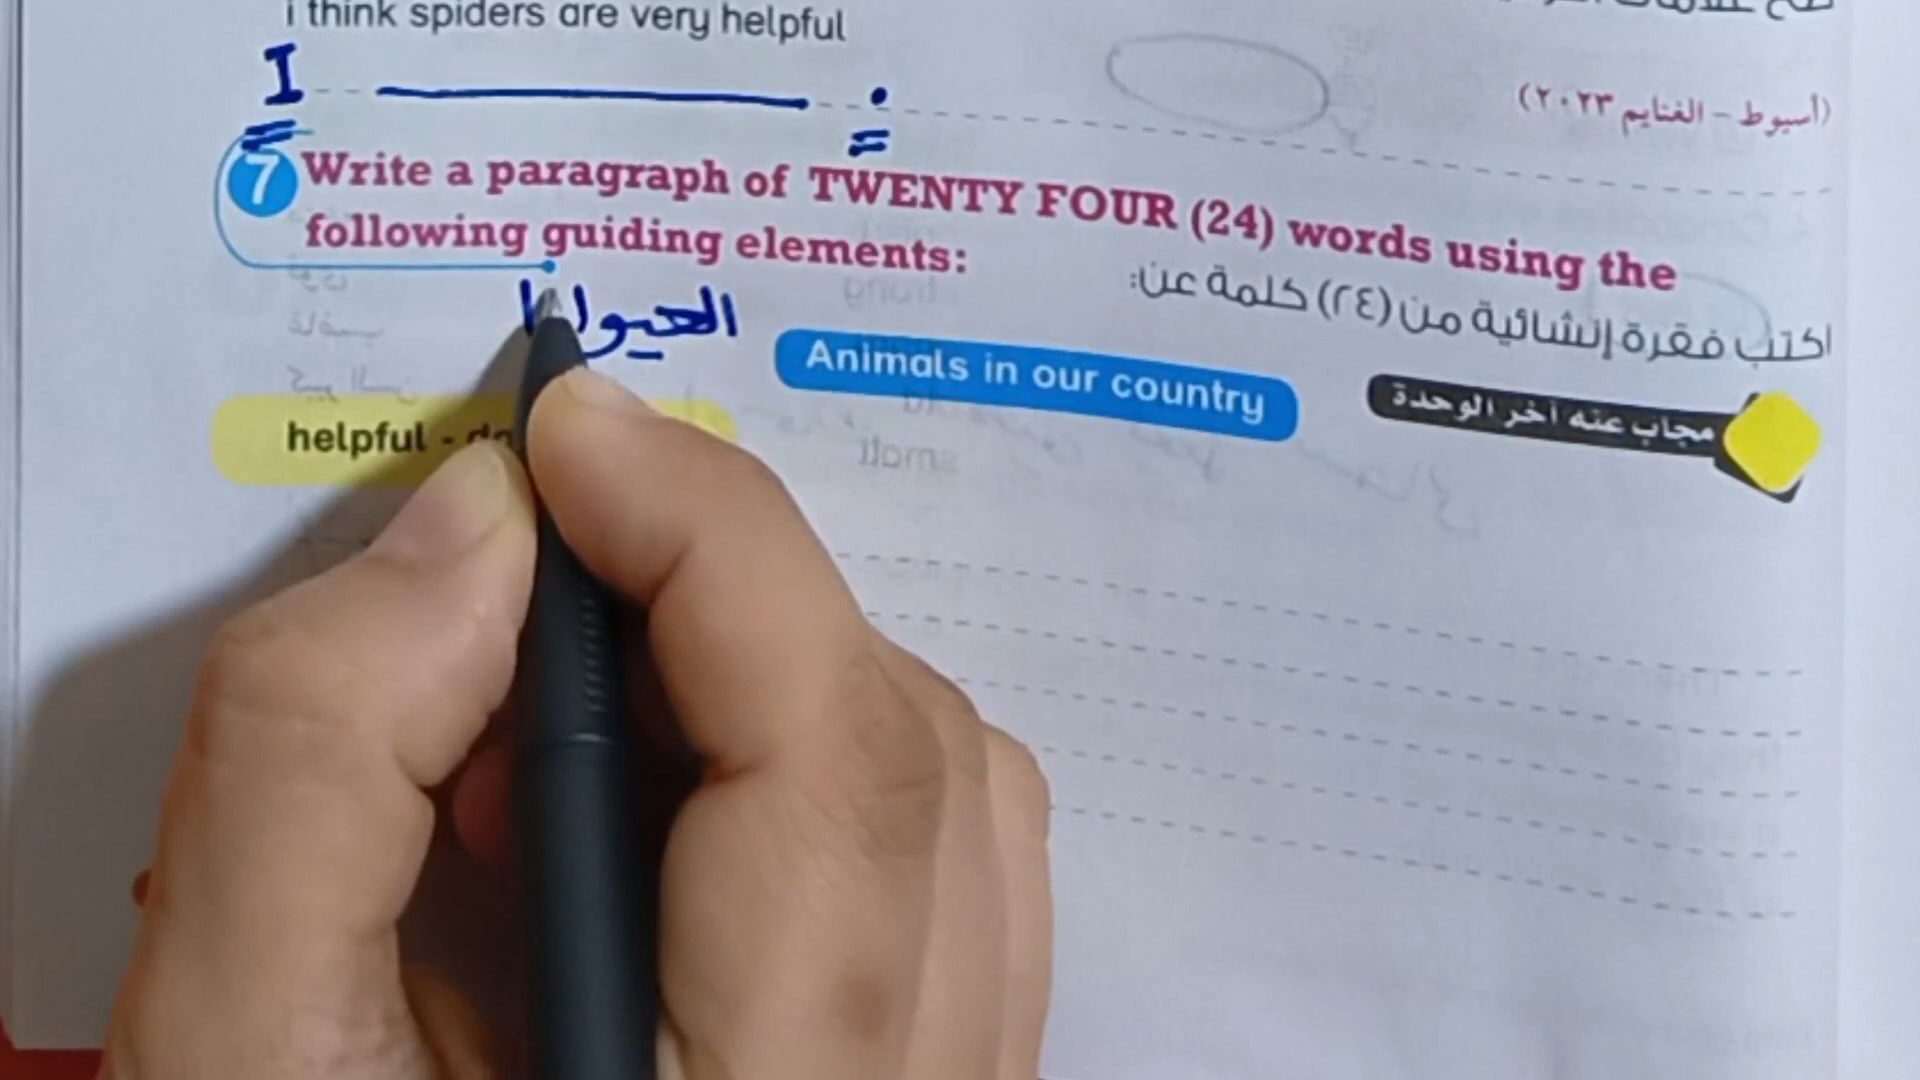 i think spiders are very helpful
(أسيوط - الغنايم ٢٠٢٣)
I .
7 Write a paragraph of TWENTY FOUR (24) words using the
following guiding elements:
اكتب فقرة إنشائية من (٢٤) كلمة عن:
Animals in our country
مجاب عنه آخر الوحدة
helpful -